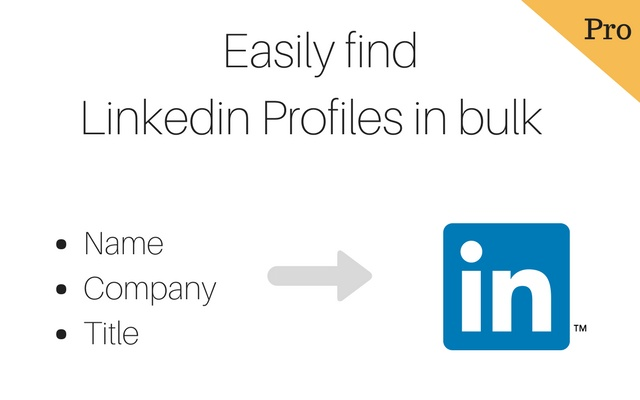 Pro
Easily find
Linkedin Profiles in bulk
Name
Company
Title
in
TM